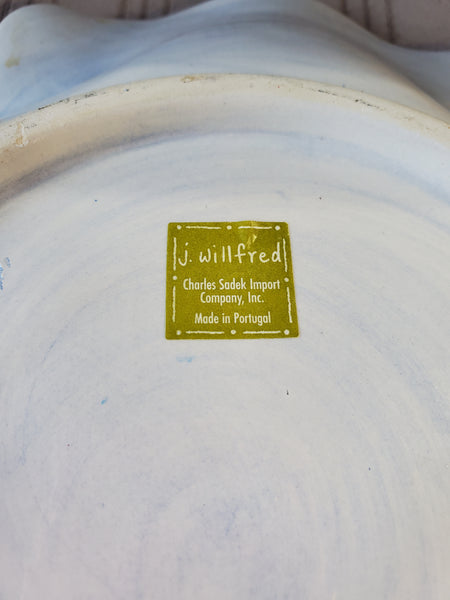 j. willfred
Charles Sadek Import
Company, Inc.
Made in Portugal